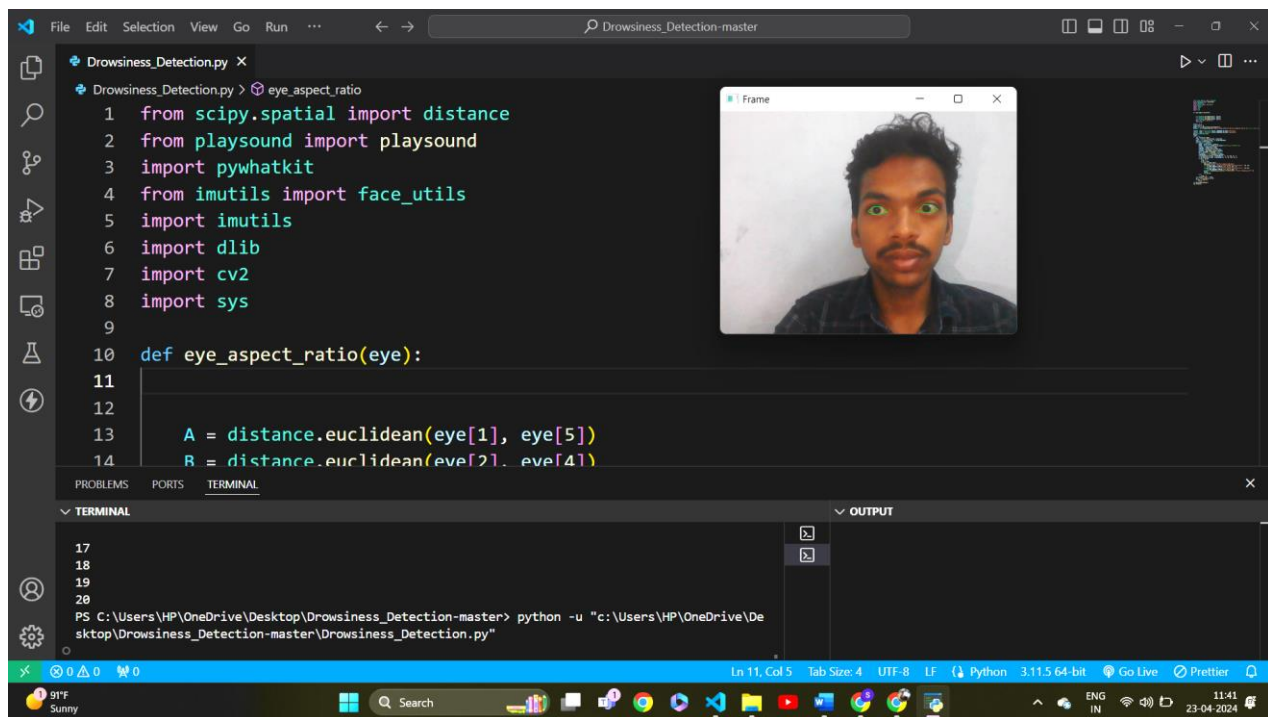 File Edit Selection View Go Run ··· ← → Drowsiness_Detection-master
Drowsiness_Detection.py ×
Drowsiness_Detection.py > eye_aspect_ratio
Frame
1 from scipy.spatial import distance
2 from playsound import playsound
3 import pywhatkit
4 from imutils import face_utils
5 import imutils
6 import dlib
7 import cv2
8 import sys
9
10 def eye_aspect_ratio(eye):
11
12
13 A = distance.euclidean(eye[1], eye[5])
14 B = distance.euclidean(eye[2], eye[4])
PROBLEMS PORTS TERMINAL
TERMINAL
OUTPUT
17
18
19
20
PS C:\Users\HP\OneDrive\Desktop\Drowsiness_Detection-master> python -u "c:\Users\HP\OneDrive\De
sktop\Drowsiness_Detection-master\Drowsiness_Detection.py"
0 0 0 Ln 11, Col 5 Tab Size: 4 UTF-8 LF Python 3.11.5 64-bit Go Live Prettier
1 91°F
Sunny
Search
ENG
IN
11:41
23-04-2024